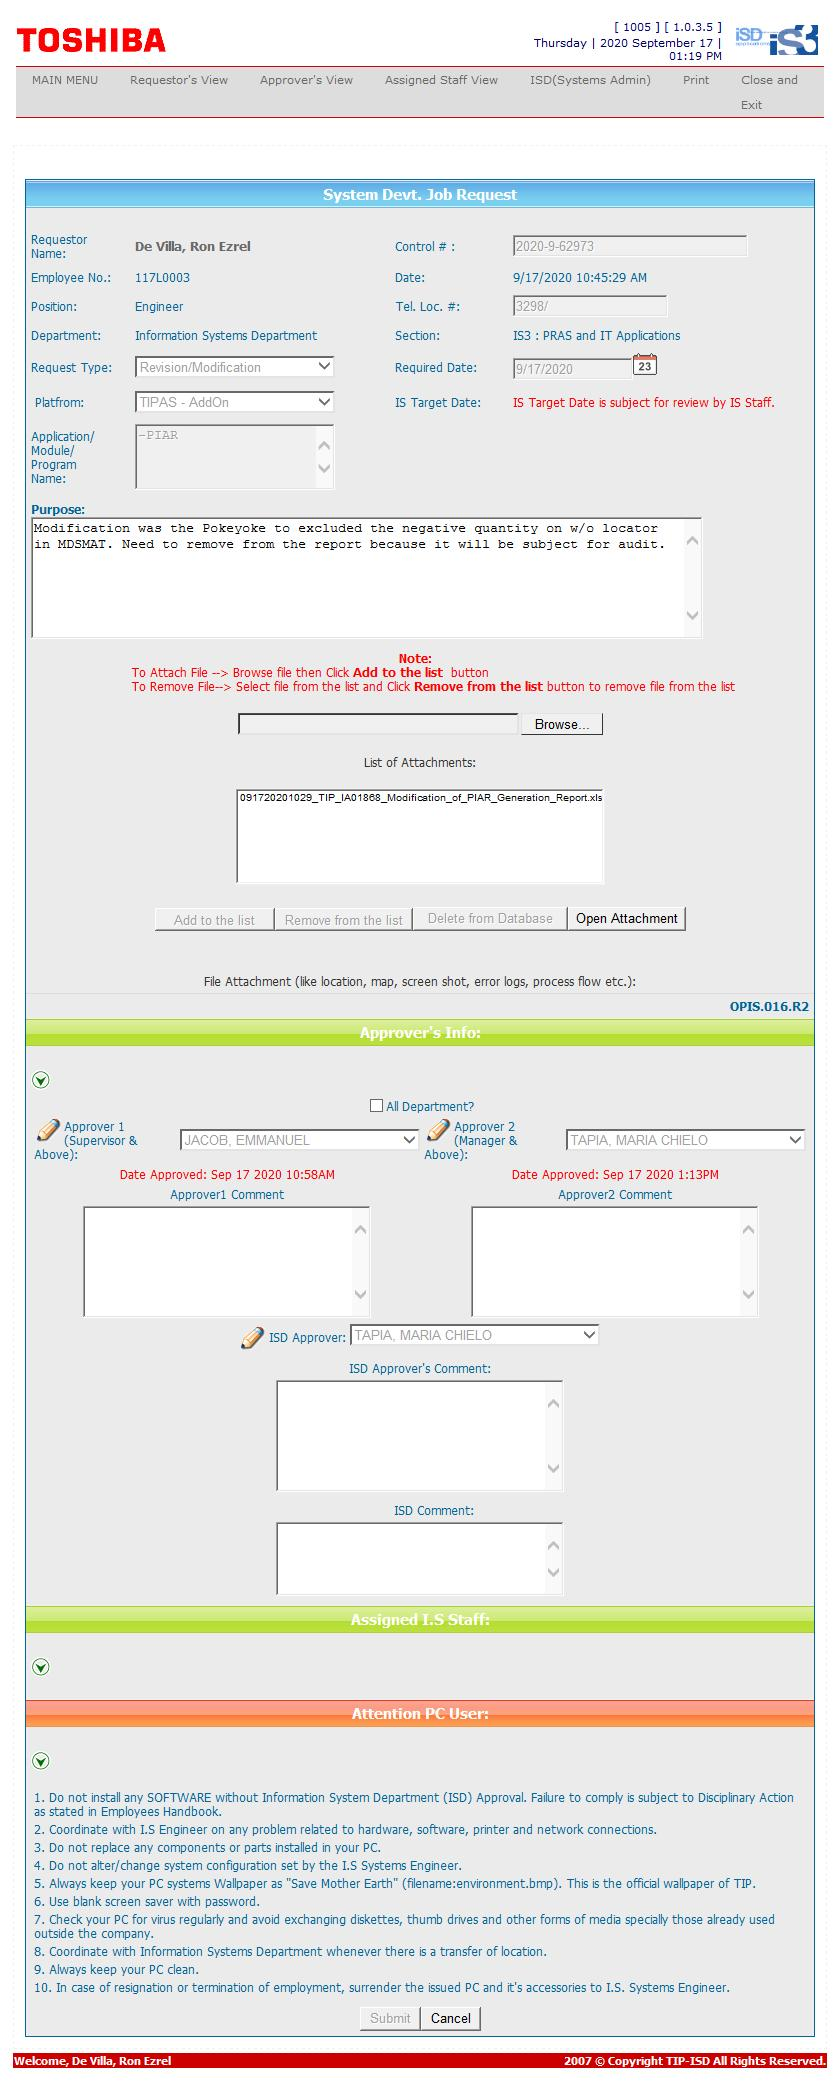 TOSHIBA
[ 1005 ] [ 1.0.3.5 ]
Thursday | 2020 September 17 |
01:19 PM
iSD
applications
iS3
MAIN MENU Requestor's View Approver's View Assigned Staff View ISD(Systems Admin) Print Close and
Exit
System Devt. Job Request
Requestor
Name: De Villa, Ron Ezrel Control # : 2020-9-62973
Employee No.: 117L0003 Date: 9/17/2020 10:45:29 AM
Position: Engineer Tel. Loc. #: 3298/
Department: Information Systems Department Section: IS3 : PRAS and IT Applications
Request Type: Revision/Modification Required Date: 9/17/2020 23
Platfrom: TIPAS - AddOn IS Target Date: IS Target Date is subject for review by IS Staff.
Application/
Module/
Program
Name:
-PIAR
Purpose:
Modification was the Pokeyoke to excluded the negative quantity on w/o locator
in MDSMAT. Need to remove from the report because it will be subject for audit.
Note:
To Attach File --> Browse file then Click Add to the list button
To Remove File--> Select file from the list and Click Remove from the list button to remove file from the list
Browse...
List of Attachments:
091720201029_TIP_IA01868_Modification_of_PIAR_Generation_Report.xls
Add to the list Remove from the list Delete from Database Open Attachment
File Attachment (like location, map, screen shot, error logs, process flow etc.):
OPIS.016.R2
Approver's Info:
All Department?
Approver 1
(Supervisor &
Above):
JACOB, EMMANUEL
Approver 2
(Manager &
Above):
TAPIA, MARIA CHIELO
Date Approved: Sep 17 2020 10:58AM Date Approved: Sep 17 2020 1:13PM
Approver1 Comment Approver2 Comment
ISD Approver: TAPIA, MARIA CHIELO
ISD Approver's Comment:
ISD Comment:
Assigned I.S Staff:
Attention PC User:
1. Do not install any SOFTWARE without Information System Department (ISD) Approval. Failure to comply is subject to Disciplinary Action
as stated in Employees Handbook.
2. Coordinate with I.S Engineer on any problem related to hardware, software, printer and network connections.
3. Do not replace any components or parts installed in your PC.
4. Do not alter/change system configuration set by the I.S Systems Engineer.
5. Always keep your PC systems Wallpaper as "Save Mother Earth" (filename:environment.bmp). This is the official wallpaper of TIP.
6. Use blank screen saver with password.
7. Check your PC for virus regularly and avoid exchanging diskettes, thumb drives and other forms of media specially those already used
outside the company.
8. Coordinate with Information Systems Department whenever there is a transfer of location.
9. Always keep your PC clean.
10. In case of resignation or termination of employment, surrender the issued PC and it's accessories to I.S. Systems Engineer.
Submit Cancel
Welcome, De Villa, Ron Ezrel 2007 © Copyright TIP-ISD All Rights Reserved.